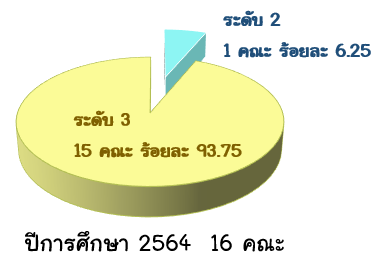 ระดับ 2
1 คณะ ร้อยละ 6.25
ระดับ 3
15 คณะ ร้อยละ 93.75
ปีการศึกษา 2564 16 คณะ